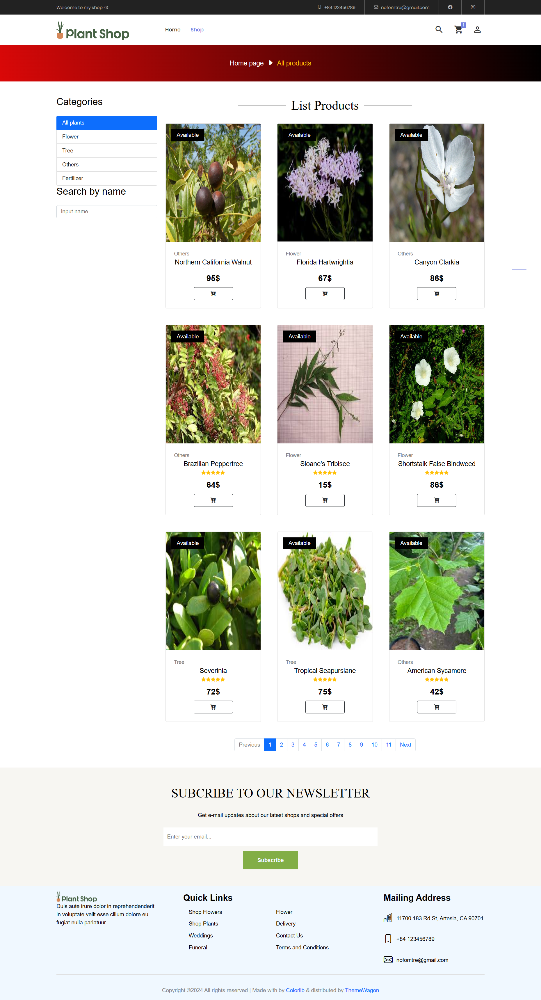 Welcome to my shop <3
+84 123456789
nofomtre@gmail.com
Plant Shop
Home
Shop
1
Home page
All products
Categories
All plants
Flower
Tree
Others
Fertilizer
Search by name
Input name...
List Products
Available
Available
Available
Others
Flower
Others
Northern California Walnut
Florida Hartwrightia
Canyon Clarkia
95$
67$
86$
Available
Available
Available
Others
Flower
Flower
Brazilian Peppertree
Sloane's Tribisee
Shortstalk False Bindweed
64$
15$
86$
Available
Available
Available
Tree
Tree
Others
Severinia
Tropical Seapurslane
American Sycamore
72$
75$
42$
Previous 1 2 3 4 5 6 7 8 9 10 11 Next
SUBCRIBE TO OUR NEWSLETTER
Get e-mail updates about our latest shops and special offers
Enter your email...
Subscribe
Plant Shop
Duis aute irure dolor in reprehendenderit
in voluptate velit esse cillum dolore eu
fugiat nulla pariatuur.
Quick Links
Shop Flowers
Shop Plants
Weddings
Funeral
Flower
Delivery
Contact Us
Terms and Conditions
Mailing Address
11700 183 Rd St, Artesia, CA 90701
+84 123456789
nofomtre@gmail.com
Copyright ©2024 All rights reserved | Made with by Colorlib & distributed by ThemeWagon